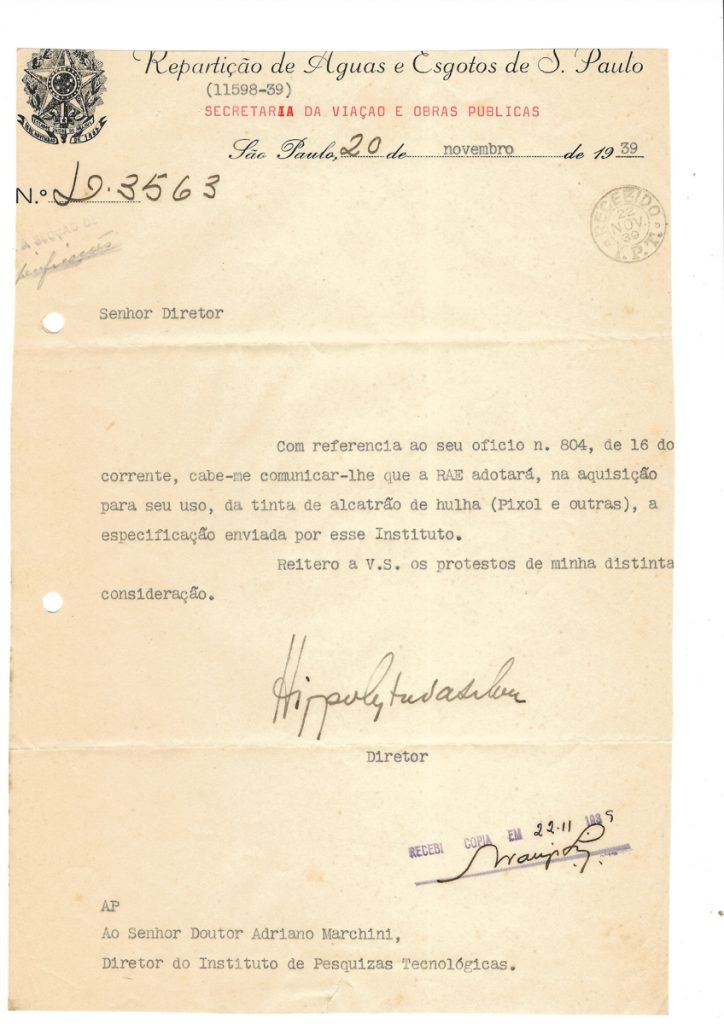 Repartição de Aguas e Esgotos de S. Paulo
(11598-39)
SECRETARIA DA VIAÇAO E OBRAS PUBLICAS
São Paulo, 20 de novembro de 1939
N.º 3563
RECEBIDO
22
NOV.
39
I.P.T.
A SECÇÃO DE
Senhor Diretor
Com referencia ao seu oficio n. 804, de 16 do
corrente, cabe-me comunicar-lhe que a RAE adotará, na aquisição
para seu uso, da tinta de alcatrão de hulha (Pixol e outras), a
especificação enviada por esse Instituto.
Reitero a V.S. os protestos de minha distinta
consideração.
Diretor
RECEBI COPIA EM 22-11 1939
AP
Ao Senhor Doutor Adriano Marchini,
Diretor do Instituto de Pesquizas Tecnológicas.